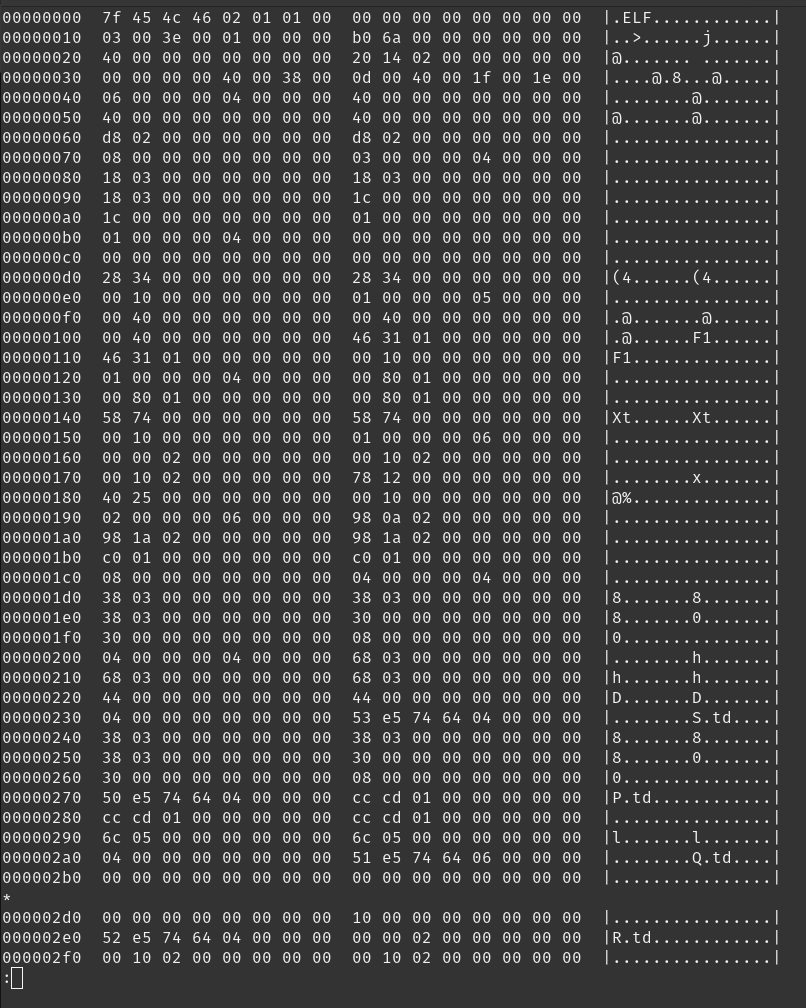 00000000  7f 45 4c 46 02 01 01 00  00 00 00 00 00 00 00 00  |.ELF............|
00000010  03 00 3e 00 01 00 00 00  b0 6a 00 00 00 00 00 00  |..>......j......|
00000020  40 00 00 00 00 00 00 00  20 14 02 00 00 00 00 00  |@....... .......|
00000030  00 00 00 00 40 00 38 00  0d 00 40 00 1f 00 1e 00  |....@.8...@.....|
00000040  06 00 00 00 04 00 00 00  40 00 00 00 00 00 00 00  |........@.......|
00000050  40 00 00 00 00 00 00 00  40 00 00 00 00 00 00 00  |@.......@.......|
00000060  d8 02 00 00 00 00 00 00  d8 02 00 00 00 00 00 00  |................|
00000070  08 00 00 00 00 00 00 00  03 00 00 00 04 00 00 00  |................|
00000080  18 03 00 00 00 00 00 00  18 03 00 00 00 00 00 00  |................|
00000090  18 03 00 00 00 00 00 00  1c 00 00 00 00 00 00 00  |................|
000000a0  1c 00 00 00 00 00 00 00  01 00 00 00 00 00 00 00  |................|
000000b0  01 00 00 00 04 00 00 00  00 00 00 00 00 00 00 00  |................|
000000c0  00 00 00 00 00 00 00 00  00 00 00 00 00 00 00 00  |................|
000000d0  28 34 00 00 00 00 00 00  28 34 00 00 00 00 00 00  |(4......(4......|
000000e0  00 10 00 00 00 00 00 00  01 00 00 00 05 00 00 00  |................|
000000f0  00 40 00 00 00 00 00 00  00 40 00 00 00 00 00 00  |.@.......@......|
00000100  00 40 00 00 00 00 00 00  46 31 01 00 00 00 00 00  |.@......F1......|
00000110  46 31 01 00 00 00 00 00  00 10 00 00 00 00 00 00  |F1..............|
00000120  01 00 00 00 04 00 00 00  00 80 01 00 00 00 00 00  |................|
00000130  00 80 01 00 00 00 00 00  00 80 01 00 00 00 00 00  |................|
00000140  58 74 00 00 00 00 00 00  58 74 00 00 00 00 00 00  |Xt......Xt......|
00000150  00 10 00 00 00 00 00 00  01 00 00 00 06 00 00 00  |................|
00000160  00 00 02 00 00 00 00 00  00 10 02 00 00 00 00 00  |................|
00000170  00 10 02 00 00 00 00 00  78 12 00 00 00 00 00 00  |........x.......|
00000180  40 25 00 00 00 00 00 00  00 10 00 00 00 00 00 00  |@%..............|
00000190  02 00 00 00 06 00 00 00  98 0a 02 00 00 00 00 00  |................|
000001a0  98 1a 02 00 00 00 00 00  98 1a 02 00 00 00 00 00  |................|
000001b0  c0 01 00 00 00 00 00 00  c0 01 00 00 00 00 00 00  |................|
000001c0  08 00 00 00 00 00 00 00  04 00 00 00 04 00 00 00  |................|
000001d0  38 03 00 00 00 00 00 00  38 03 00 00 00 00 00 00  |8.......8.......|
000001e0  38 03 00 00 00 00 00 00  30 00 00 00 00 00 00 00  |8.......0.......|
000001f0  30 00 00 00 00 00 00 00  08 00 00 00 00 00 00 00  |0...............|
00000200  04 00 00 00 04 00 00 00  68 03 00 00 00 00 00 00  |........h.......|
00000210  68 03 00 00 00 00 00 00  68 03 00 00 00 00 00 00  |h.......h.......|
00000220  44 00 00 00 00 00 00 00  44 00 00 00 00 00 00 00  |D.......D.......|
00000230  04 00 00 00 00 00 00 00  53 e5 74 64 04 00 00 00  |........S.td....|
00000240  38 03 00 00 00 00 00 00  38 03 00 00 00 00 00 00  |8.......8.......|
00000250  38 03 00 00 00 00 00 00  30 00 00 00 00 00 00 00  |8.......0.......|
00000260  30 00 00 00 00 00 00 00  08 00 00 00 00 00 00 00  |0...............|
00000270  50 e5 74 64 04 00 00 00  cc cd 01 00 00 00 00 00  |P.td............|
00000280  cc cd 01 00 00 00 00 00  cc cd 01 00 00 00 00 00  |................|
00000290  6c 05 00 00 00 00 00 00  6c 05 00 00 00 00 00 00  |l.......l.......|
000002a0  04 00 00 00 00 00 00 00  51 e5 74 64 06 00 00 00  |........Q.td....|
000002b0  00 00 00 00 00 00 00 00  00 00 00 00 00 00 00 00  |................|
*
000002d0  00 00 00 00 00 00 00 00  10 00 00 00 00 00 00 00  |................|
000002e0  52 e5 74 64 04 00 00 00  00 00 02 00 00 00 00 00  |R.td............|
000002f0  00 10 02 00 00 00 00 00  00 10 02 00 00 00 00 00  |................|
: